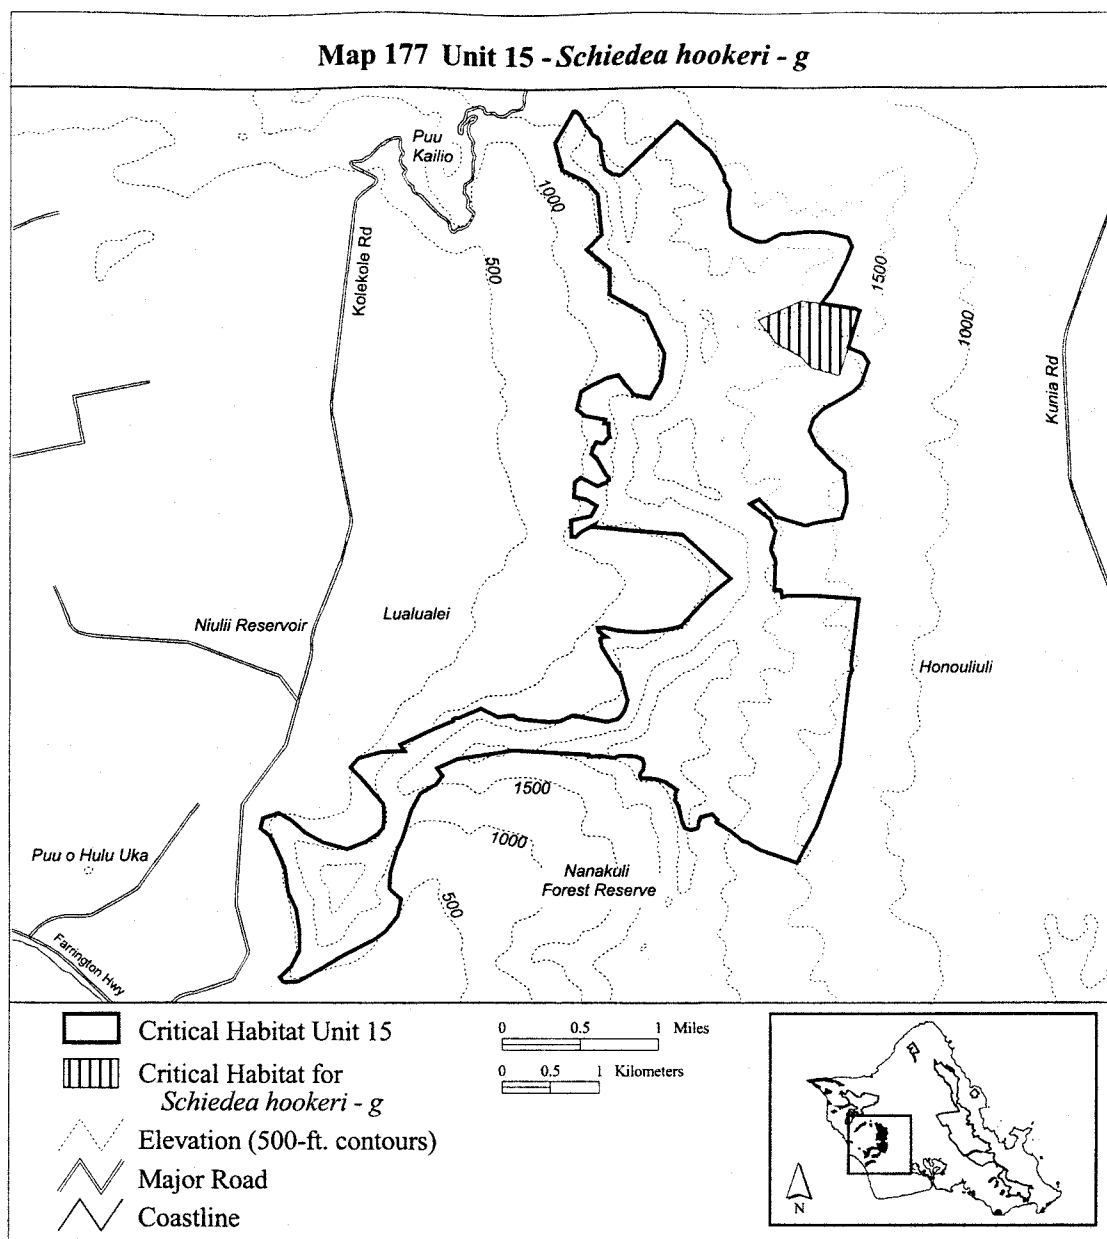 Map 177 Unit 15 - Schiedea hookeri - g
Puu
Kailio
1000
Kolekole Rd
500
1500
1000
Kunia Rd
Niulii Reservoir
Lualualei
Honouliuli
1500
1000
Puu o Hulu Uka
Nanakuli
Forest Reserve
500
Farrington Hwy
Critical Habitat Unit 15
Critical Habitat for
Schiedea hookeri - g
Elevation (500-ft. contours)
Major Road
Coastline
0 0.5 1 Miles
0 0.5 1 Kilometers
N